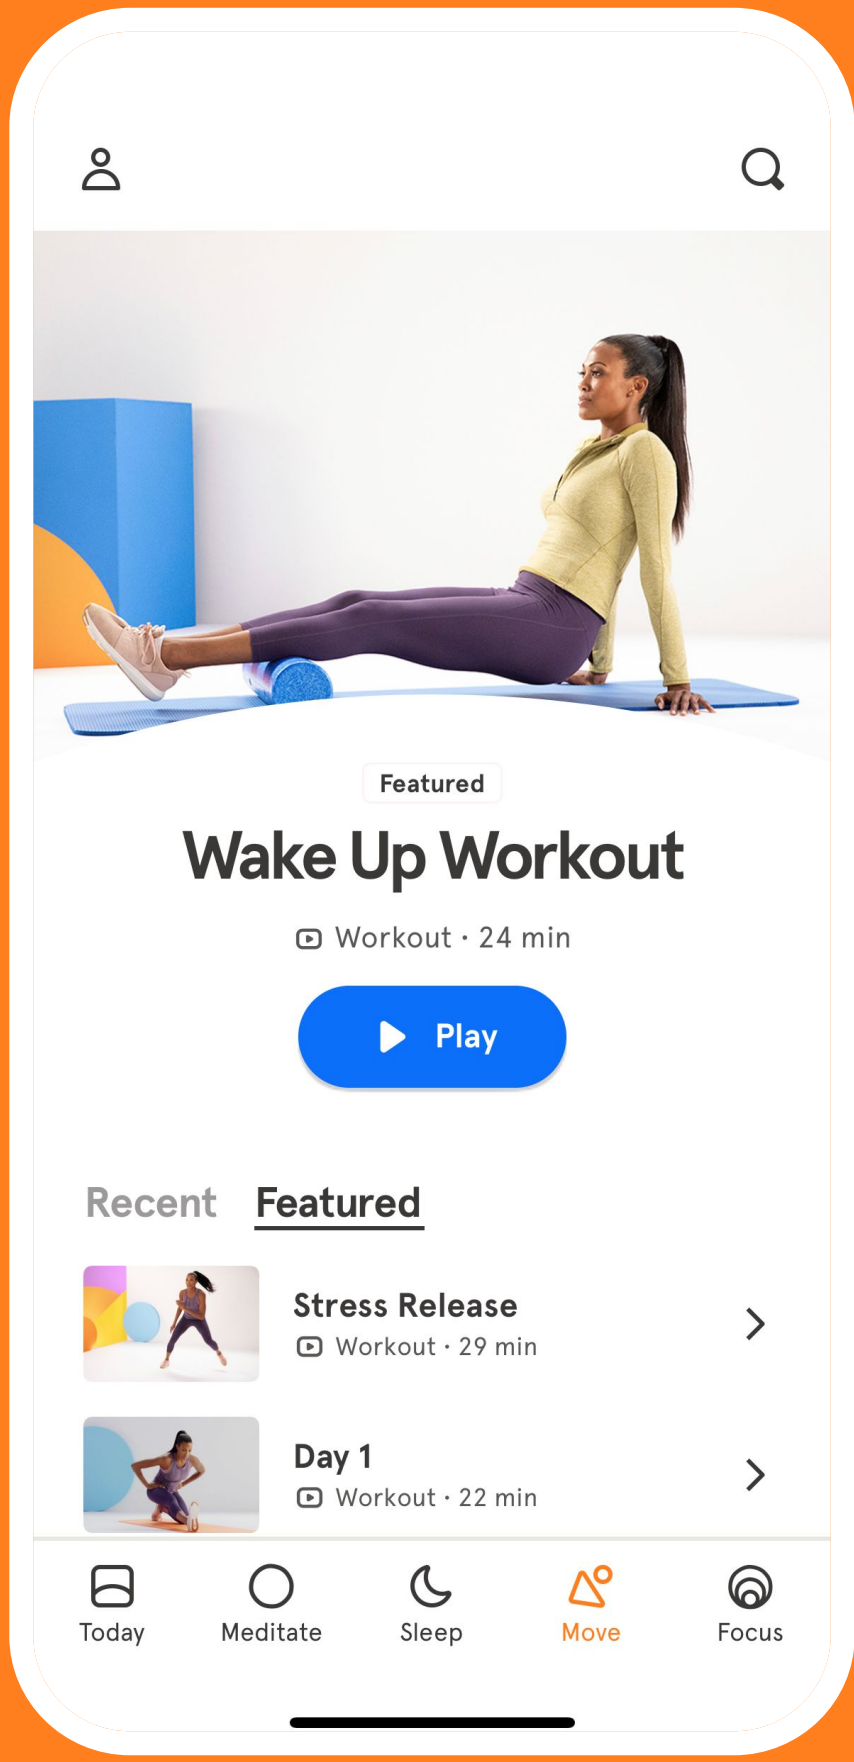 Featured
Wake Up Workout
Workout · 24 min
Play
Recent Featured
Stress Release
Workout · 29 min
Day 1
Workout · 22 min
Today Meditate Sleep Move Focus